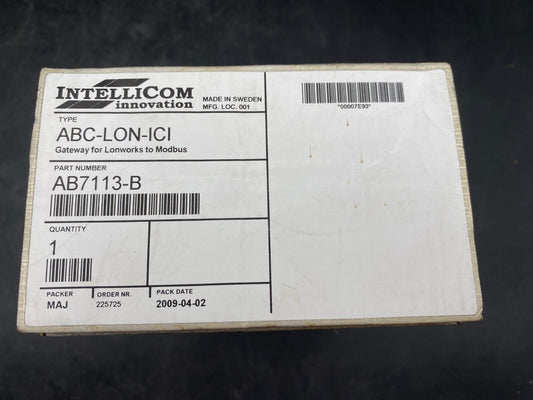 INTELLICOM
innovation
MADE IN SWEDEN
MFG. LOC. 001
TYPE
ABC-LON-ICI
Gateway for Lonworks to Modbus
PART NUMBER
AB7113-B
QUANTITY
1
PACKER
MAJ
ORDER NR.
225725
PACK DATE
2009-04-02
*00007E93*